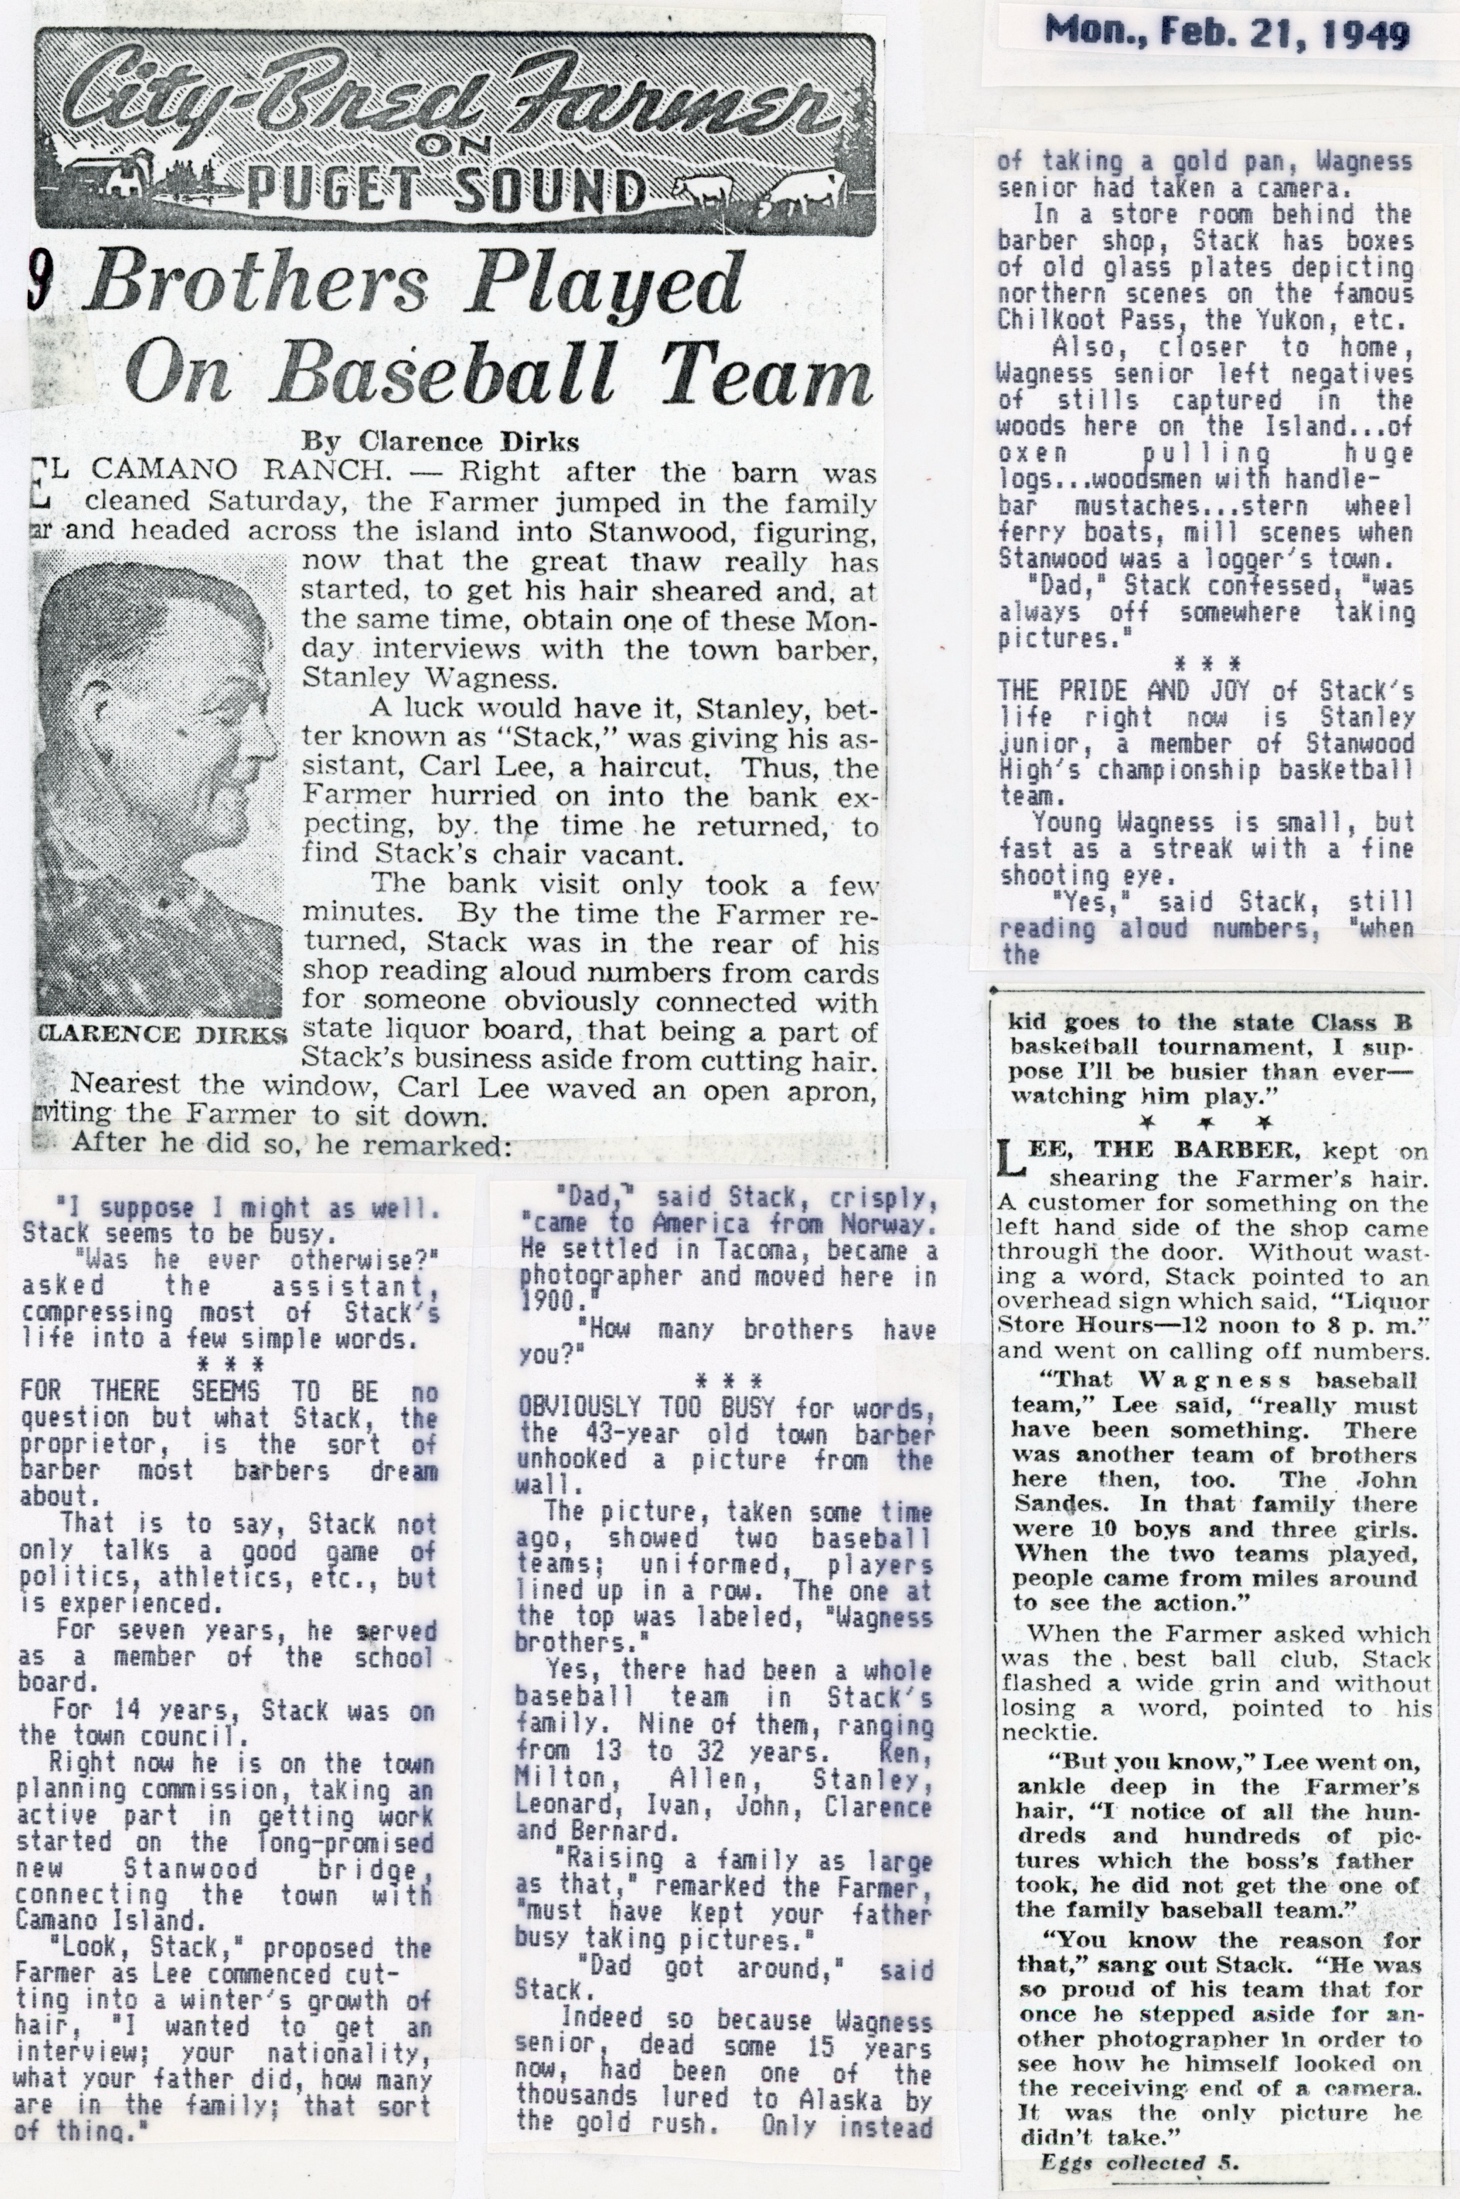 Mon., Feb. 21, 1949
City-Bred Farmer
ON
PUGET SOUND
9 Brothers Played
On Baseball Team
By Clarence Dirks
EL CAMANO RANCH. — Right after the barn was
cleaned Saturday, the Farmer jumped in the family
ar and headed across the island into Stanwood, figuring,
now that the great thaw really has
started, to get his hair sheared and, at
the same time, obtain one of these Mon-
day interviews with the town barber,
Stanley Wagness.
A luck would have it, Stanley, bet-
ter known as "Stack," was giving his as-
sistant, Carl Lee, a haircut. Thus, the
Farmer hurried on into the bank ex-
pecting, by the time he returned, to
find Stack's chair vacant.
The bank visit only took a few
minutes. By the time the Farmer re-
turned, Stack was in the rear of his
shop reading aloud numbers from cards
for someone obviously connected with
CLARENCE DIRKS
state liquor board, that being a part of
Stack's business aside from cutting hair.
Nearest the window, Carl Lee waved an open apron,
nviting the Farmer to sit down.
After he did so, he remarked:
"I suppose I might as well.
Stack seems to be busy.
"Was he ever otherwise?"
asked the assistant,
compressing most of Stack's
life into a few simple words.
* * *
FOR THERE SEEMS TO BE no
question but what Stack, the
proprietor, is the sort of
barber most barbers dream
about.
That is to say, Stack not
only talks a good game of
politics, athletics, etc., but
is experienced.
For seven years, he served
as a member of the school
board.
For 14 years, Stack was on
the town council.
Right now he is on the town
planning commission, taking an
active part in getting work
started on the long-promised
new Stanwood bridge,
connecting the town with
Camano Island.
"Look, Stack," proposed the
Farmer as Lee commenced cut-
ting into a winter's growth of
hair, "I wanted to get an
interview; your nationality,
what your father did, how many
are in the family; that sort
of thing."
"Dad," said Stack, crisply,
"came to America from Norway.
He settled in Tacoma, became a
photographer and moved here in
1900."
"How many brothers have
you?"
* * *
OBVIOUSLY TOO BUSY for words,
the 43-year old town barber
unhooked a picture from the
wall.
The picture, taken some time
ago, showed two baseball
teams; uniformed, players
lined up in a row. The one at
the top was labeled, "Wagness
brothers."
Yes, there had been a whole
baseball team in Stack's
family. Nine of them, ranging
from 13 to 32 years. Ken,
Milton, Allen, Stanley,
Leonard, Ivan, John, Clarence
and Bernard.
"Raising a family as large
as that," remarked the Farmer,
"must have kept your father
busy taking pictures."
"Dad got around," said
Stack.
Indeed so because Wagness
senior, dead some 15 years
now, had been one of the
thousands lured to Alaska by
the gold rush. Only instead
of taking a gold pan, Wagness
senior had taken a camera.
In a store room behind the
barber shop, Stack has boxes
of old glass plates depicting
northern scenes on the famous
Chilkoot Pass, the Yukon, etc.
Also, closer to home,
Wagness senior left negatives
of stills captured in the
woods here on the Island...of
oxen pulling huge
logs...woodsmen with handle-
bar mustaches...stern wheel
ferry boats, mill scenes when
Stanwood was a logger's town.
"Dad," Stack confessed, "was
always off somewhere taking
pictures."
* * *
THE PRIDE AND JOY of Stack's
life right now is Stanley
junior, a member of Stanwood
High's championship basketball
team.
Young Wagness is small, but
fast as a streak with a fine
shooting eye.
"Yes," said Stack, still
reading aloud numbers, "when
the
kid goes to the state Class B
basketball tournament, I sup-
pose I'll be busier than ever—
watching him play."
★ ★ ★
LEE, THE BARBER, kept on
shearing the Farmer's hair.
A customer for something on the
left hand side of the shop came
through the door. Without wast-
ing a word, Stack pointed to an
overhead sign which said, "Liquor
Store Hours—12 noon to 8 p. m."
and went on calling off numbers.
"That Wagness baseball
team," Lee said, "really must
have been something. There
was another team of brothers
here then, too. The John
Sandes. In that family there
were 10 boys and three girls.
When the two teams played,
people came from miles around
to see the action."
When the Farmer asked which
was the best ball club, Stack
flashed a wide grin and without
losing a word, pointed to his
necktie.
"But you know," Lee went on,
ankle deep in the Farmer's
hair, "I notice of all the hun-
dreds and hundreds of pic-
tures which the boss's father
took, he did not get the one of
the family baseball team."
"You know the reason for
that," sang out Stack. "He was
so proud of his team that for
once he stepped aside for an-
other photographer in order to
see how he himself looked on
the receiving end of a camera.
It was the only picture he
didn't take."
Eggs collected 5.